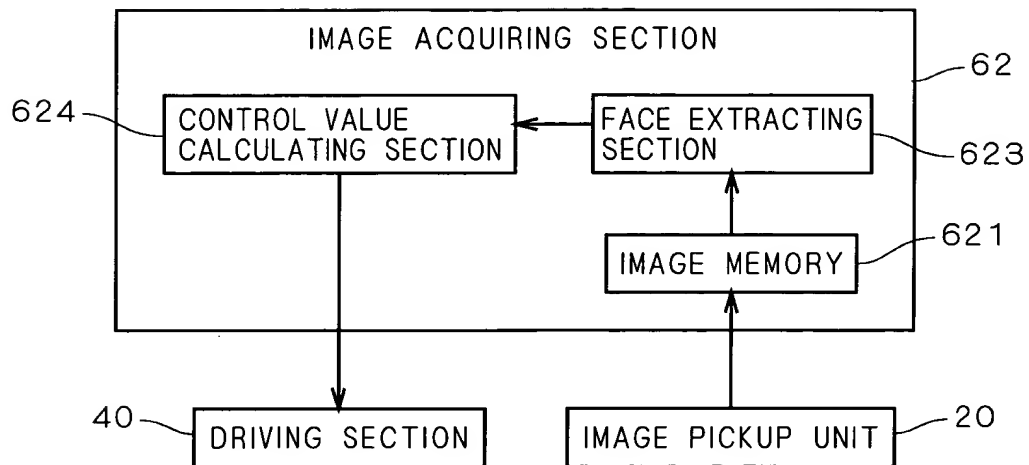 IMAGE ACQUIRING SECTION
62
624
CONTROL VALUE
CALCULATING SECTION
FACE EXTRACTING
SECTION
623
621
IMAGE MEMORY
40
DRIVING SECTION
IMAGE PICKUP UNIT
20